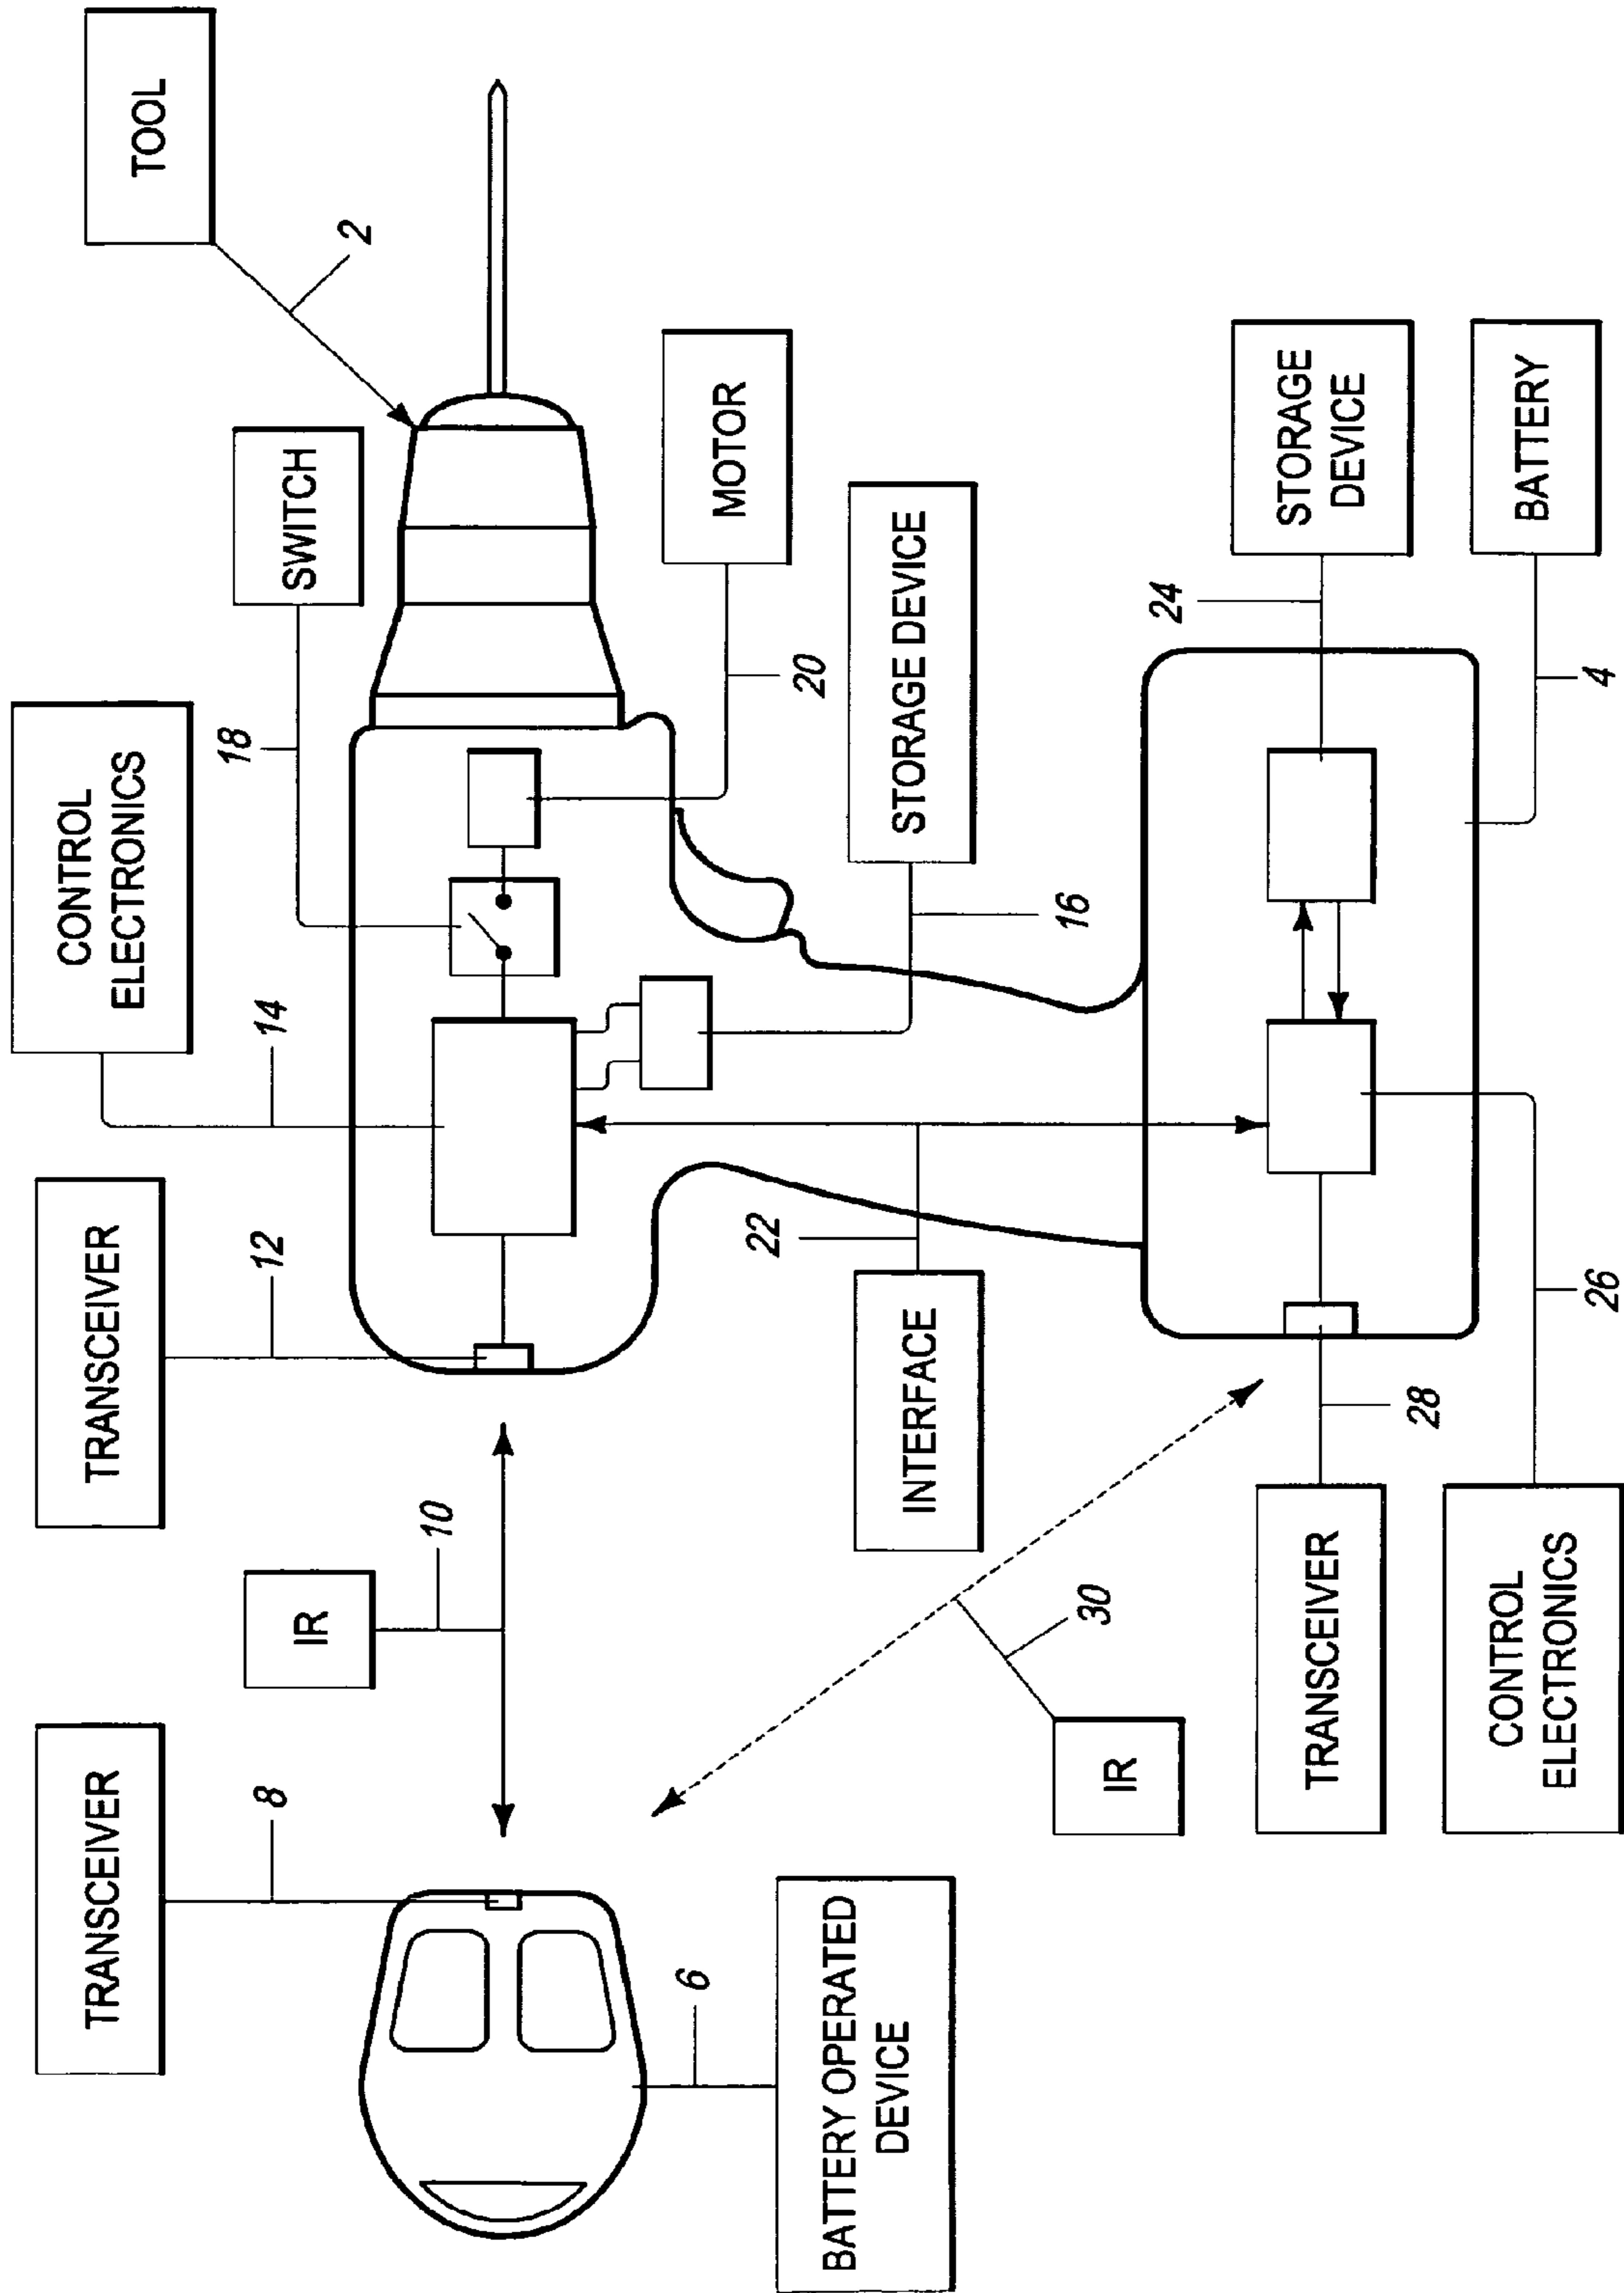 TRANSCEIVER
8
IR
10
TRANSCEIVER
12
CONTROL
ELECTRONICS
14
SWITCH
18
TOOL
2
MOTOR
20
STORAGE DEVICE
16
BATTERY OPERATED
DEVICE
6
INTERFACE
22
IR
30
TRANSCEIVER
28
CONTROL
ELECTRONICS
26
STORAGE
DEVICE
24
BATTERY
4